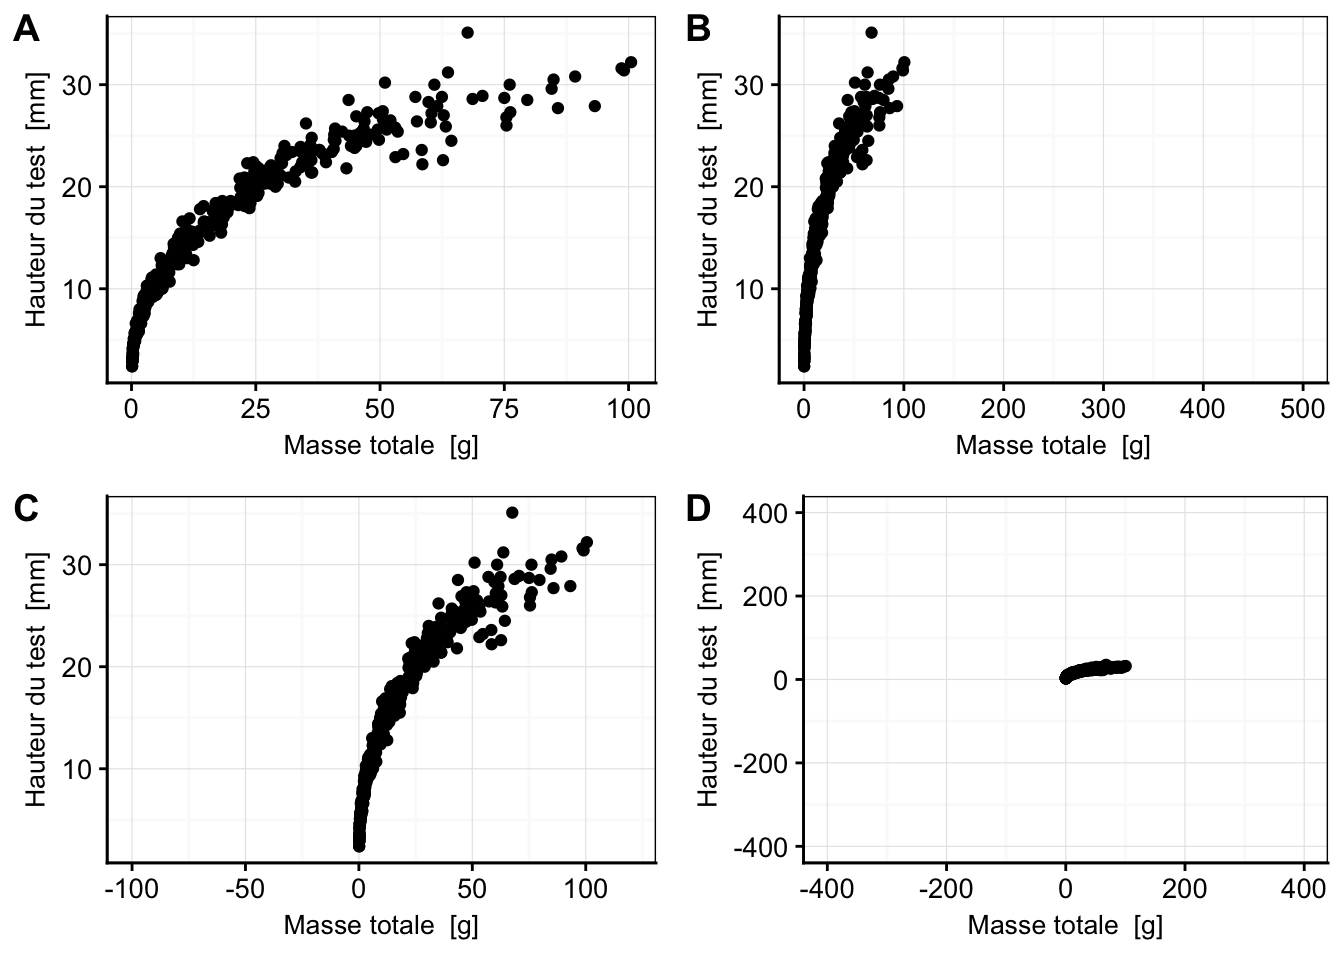 A
Hauteur du test [mm]
30
20
10
0 25 50 75 100
Masse totale [g]
B
Hauteur du test [mm]
30
20
10
0 100 200 300 400 500
Masse totale [g]
C
Hauteur du test [mm]
30
20
10
-100 -50 0 50 100
Masse totale [g]
D
Hauteur du test [mm]
400
200
0
-200
-400
-400 -200 0 200 400
Masse totale [g]